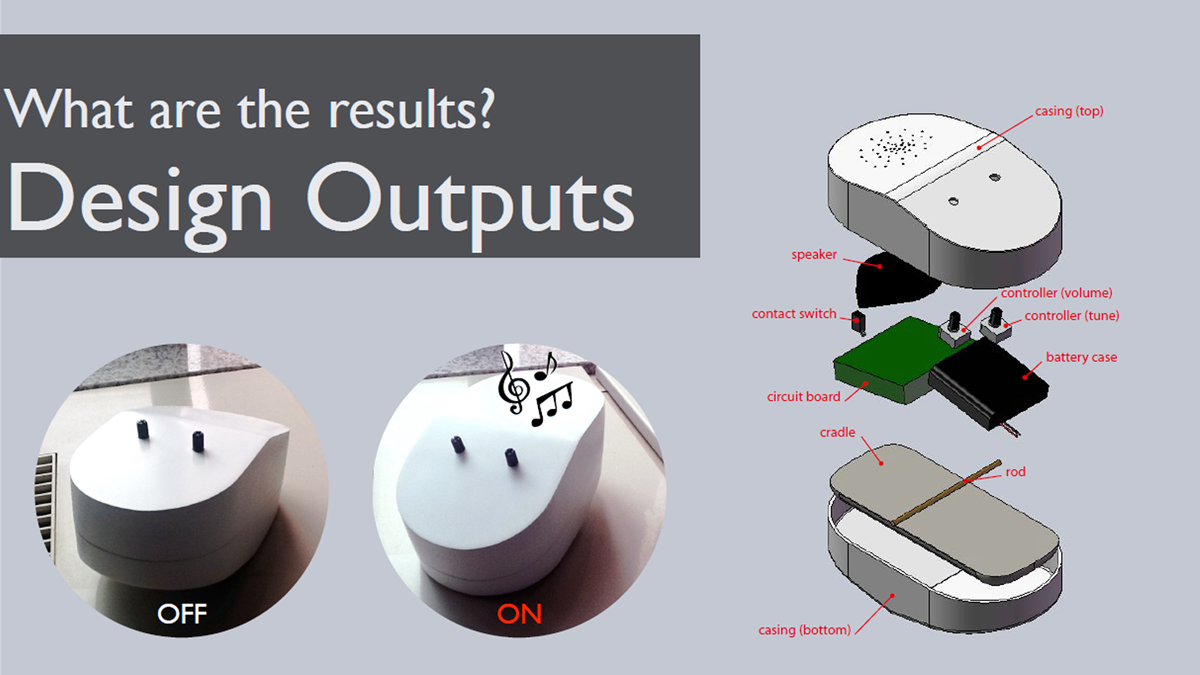 What are the results?
Design Outputs
casing (top)
speaker
controller (volume)
contact switch
controller (tune)
battery case
circuit board
cradle
rod
OFF
ON
casing (bottom)